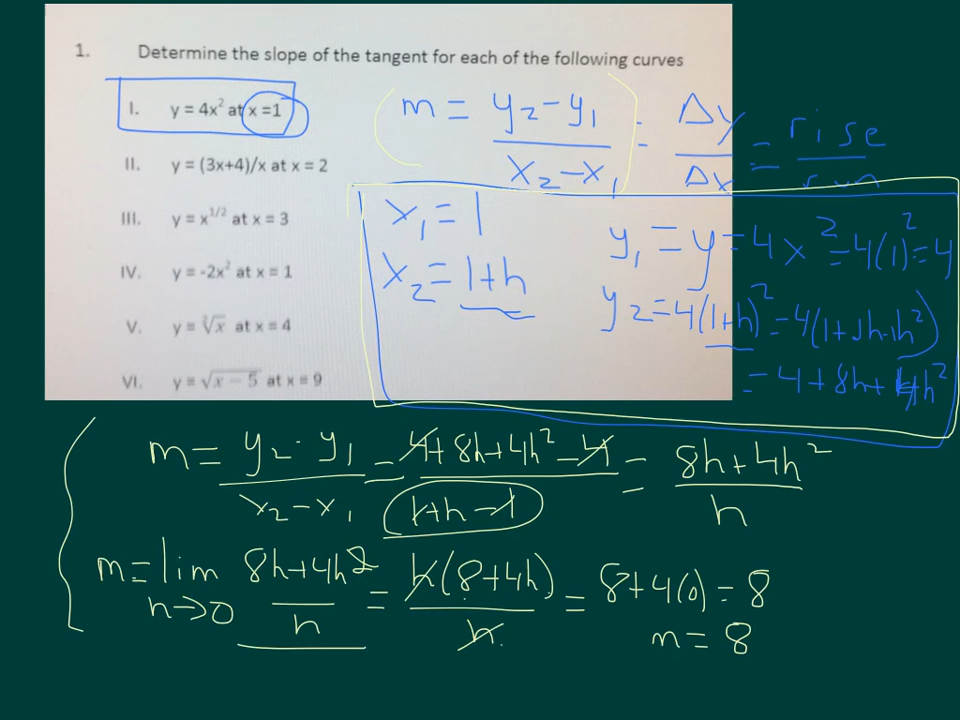 1. Determine the slope of the tangent for each of the following curves
I. y = 4x² at x =1
II. y = (3x+4)/x at x = 2
III. y = x^1/2 at x = 3
IV. y = -2x² at x = 1
V. y = ∛x at x = 4
VI. y = √x − 5 at x = 9
m = y₂-y₁ / x₂-x₁ = Δy / Δx = rise / run
x₁ = 1
x₂ = 1+h
y₁ = y = 4x² = 4(1)² = 4
y₂ = 4(1+h)² = 4(1+2h+h²)
= 4+8h+4h²
m = y₂-y₁ / x₂-x₁ = 4+8h+4h²-4 / 1+h-1 = 8h+4h² / h
m = lim h→0 8h+4h² / h = h(8+4h) / h = 8+4(0) = 8
m = 8